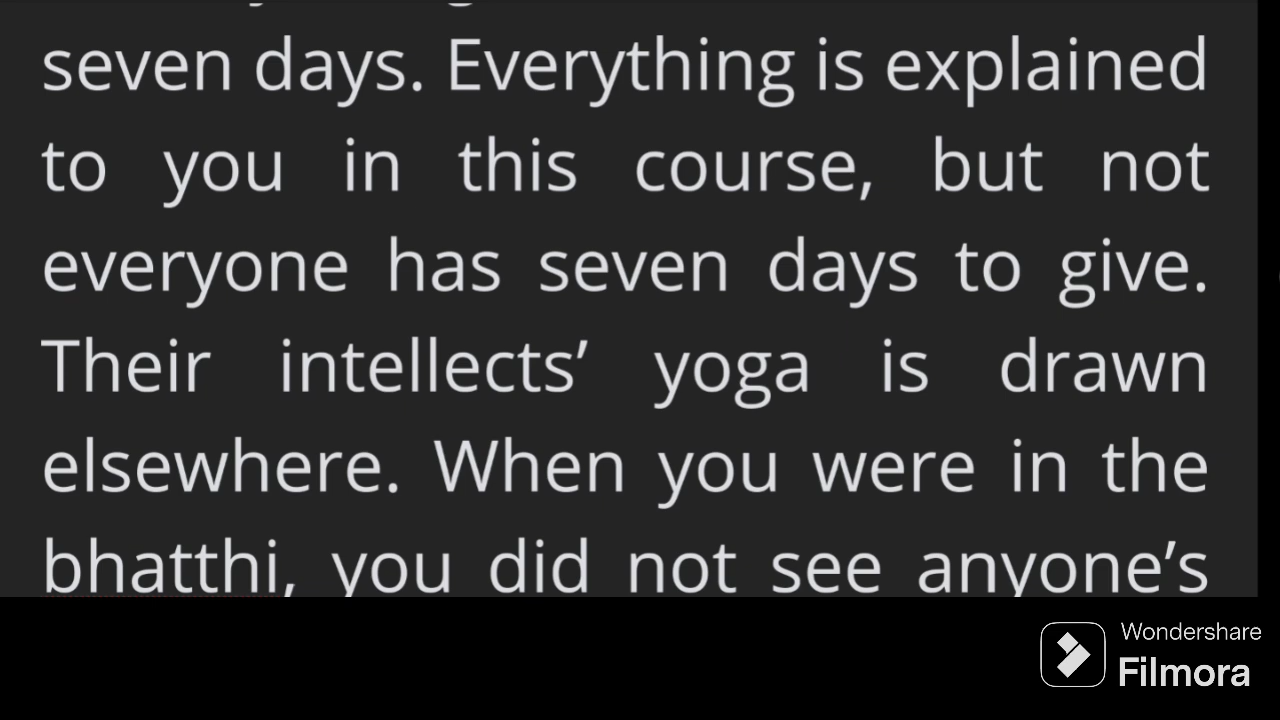 seven days. Everything is explained
to you in this course, but not
everyone has seven days to give.
Their intellects’ yoga is drawn
elsewhere. When you were in the
bhatthi, you did not see anyone’s
Wondershare
Filmora